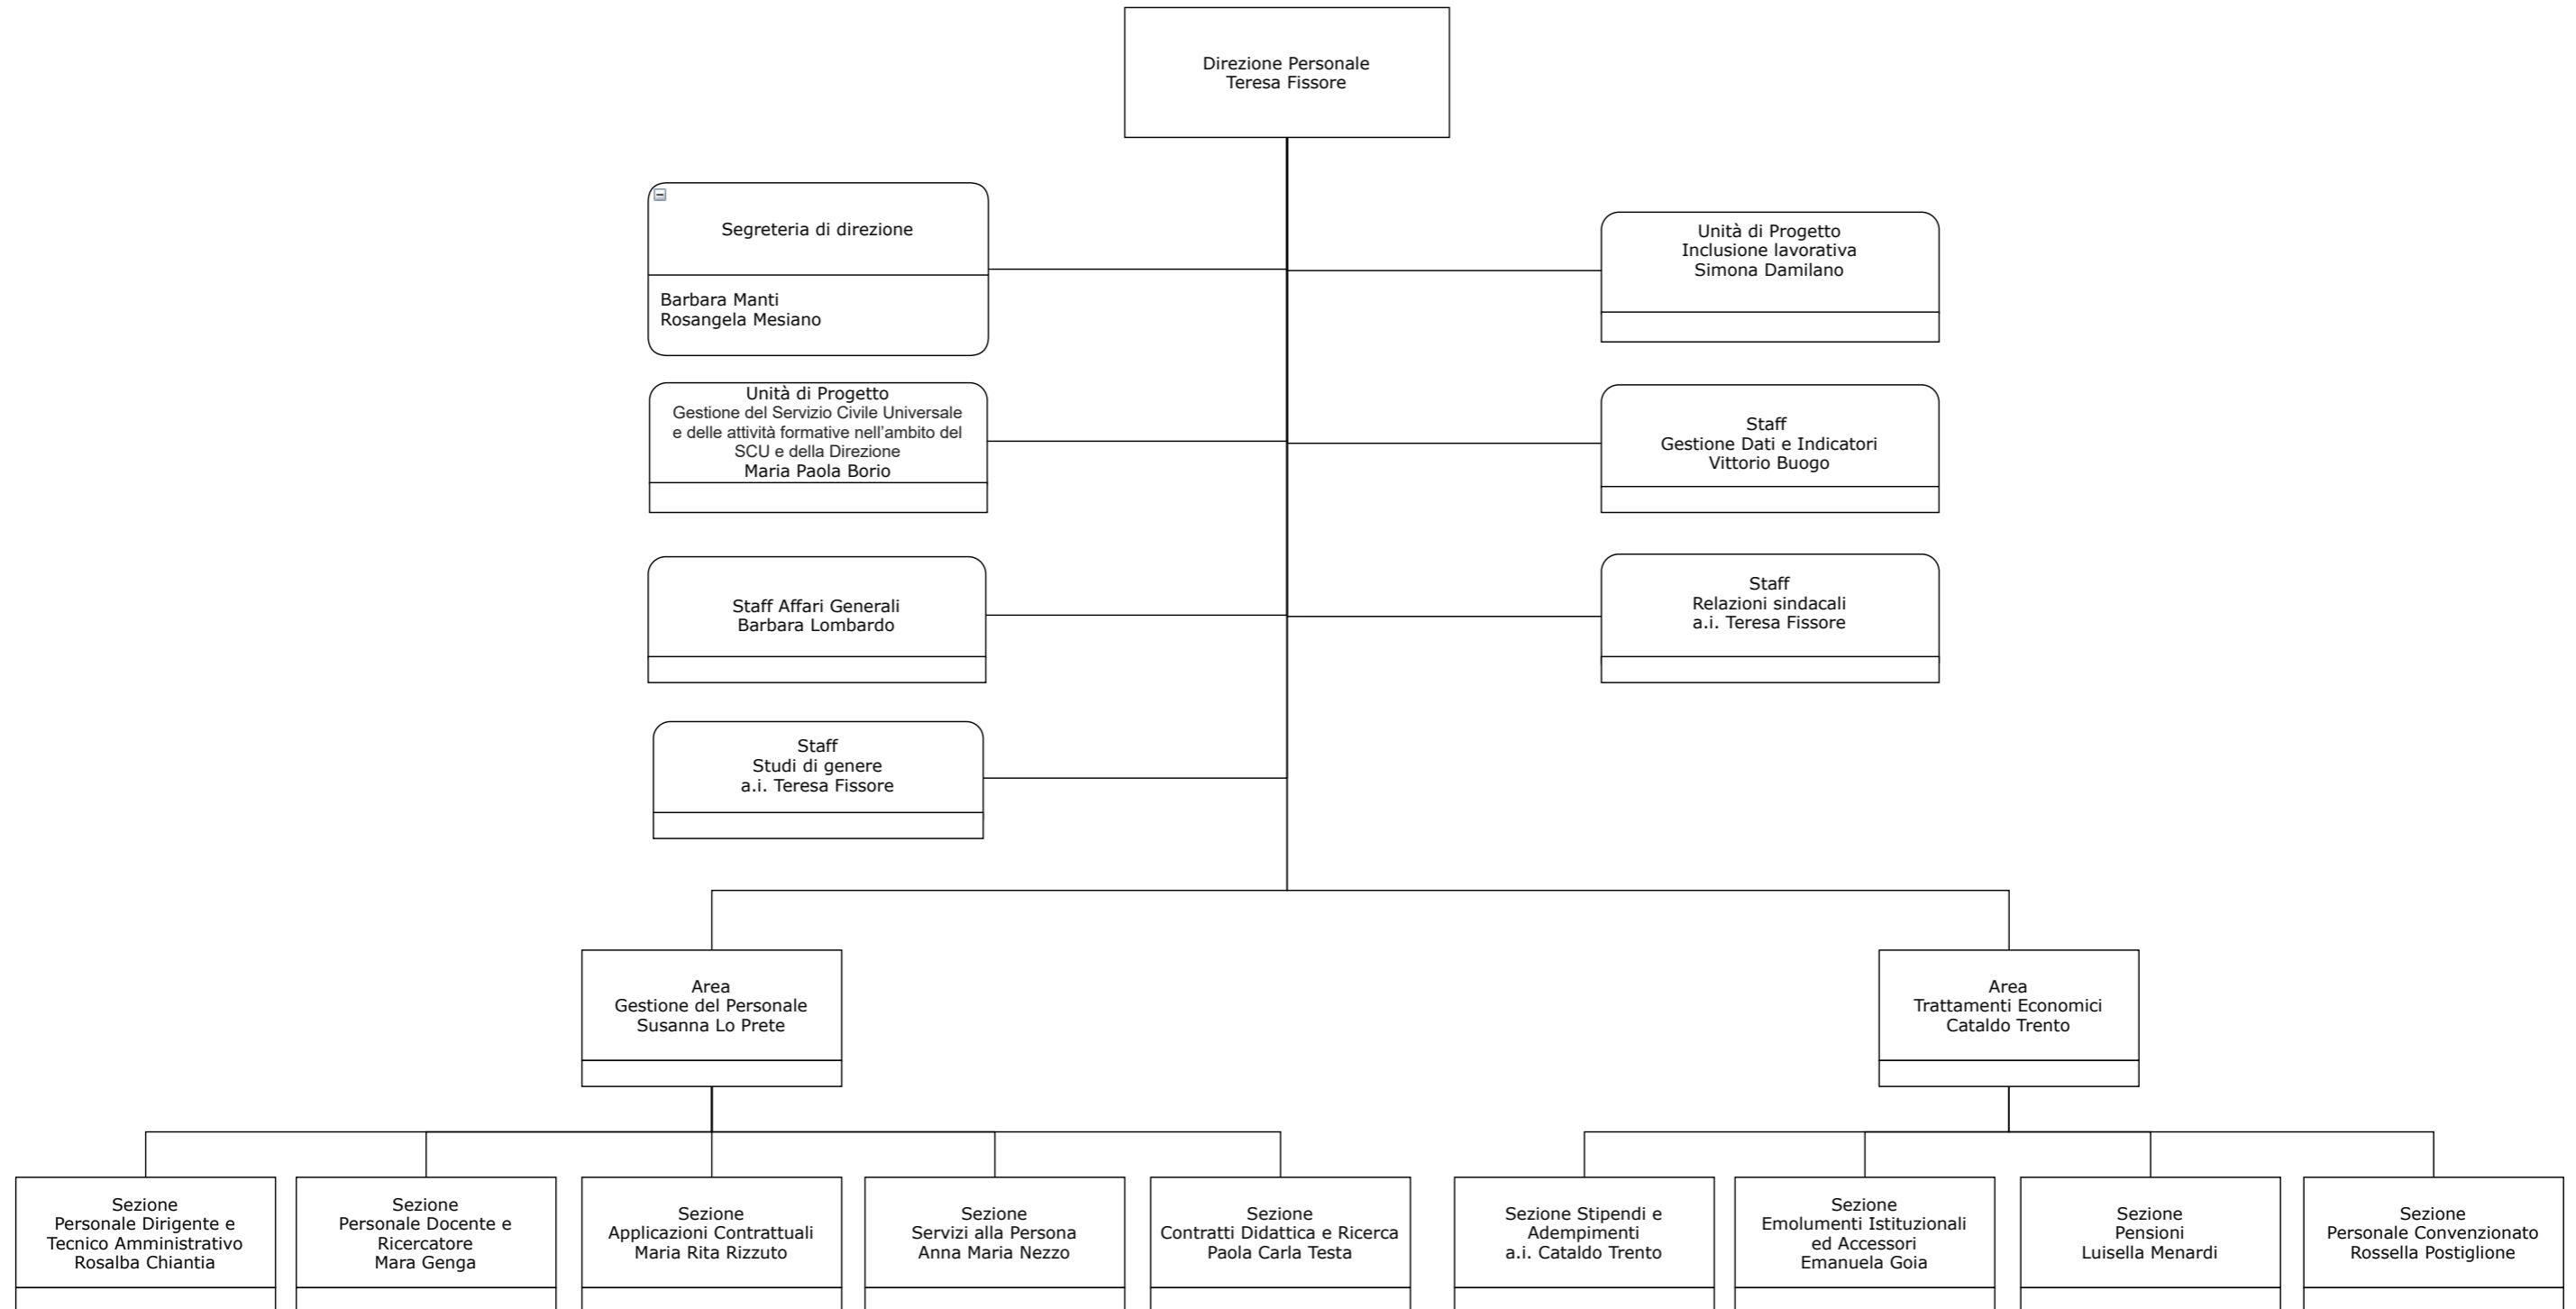 Direzione Personale
Teresa Fissore
Segreteria di direzione
Barbara Manti
Rosangela Mesiano
Unità di Progetto
Inclusione lavorativa
Simona Damilano
Unità di Progetto
Gestione del Servizio Civile Universale
e delle attività formative nell'ambito del
SCU e della Direzione
Maria Paola Borio
Staff
Gestione Dati e Indicatori
Vittorio Buogo
Staff Affari Generali
Barbara Lombardo
Staff
Relazioni sindacali
a.i. Teresa Fissore
Staff
Studi di genere
a.i. Teresa Fissore
Area
Gestione del Personale
Susanna Lo Prete
Area
Trattamenti Economici
Cataldo Trento
Sezione
Personale Dirigente e
Tecnico Amministrativo
Rosalba Chiantia
Sezione
Personale Docente e
Ricercatore
Mara Genga
Sezione
Applicazioni Contrattuali
Maria Rita Rizzuto
Sezione
Servizi alla Persona
Anna Maria Nezzo
Sezione
Contratti Didattica e Ricerca
Paola Carla Testa
Sezione Stipendi e
Adempimenti
a.i. Cataldo Trento
Sezione
Emolumenti Istituzionali
ed Accessori
Emanuela Goia
Sezione
Pensioni
Luisella Menardi
Sezione
Personale Convenzionato
Rossella Postiglione